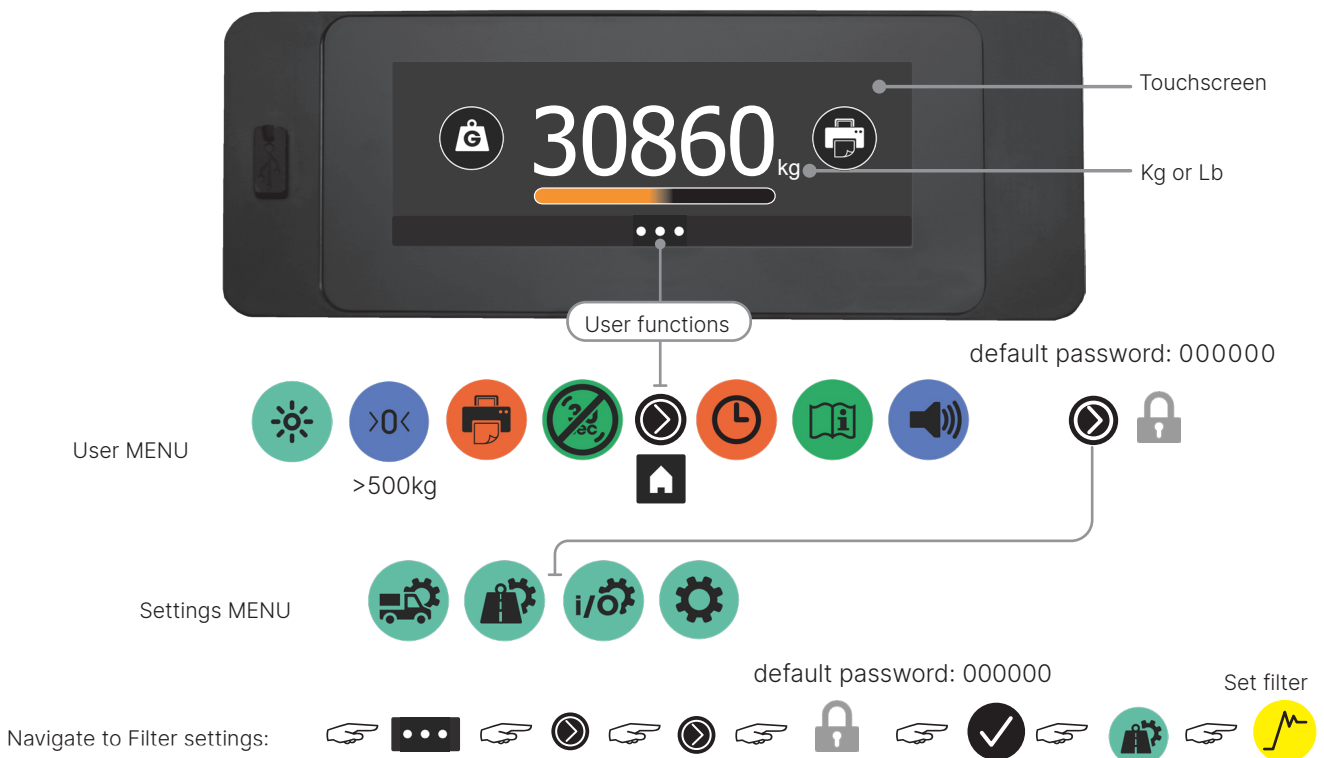 Touchscreen
G
30860 kg
Kg or Lb
User functions
default password: 000000
User MENU
>0<
>500kg
i/O
Settings MENU
default password: 000000
Set filter
Navigate to Filter settings: